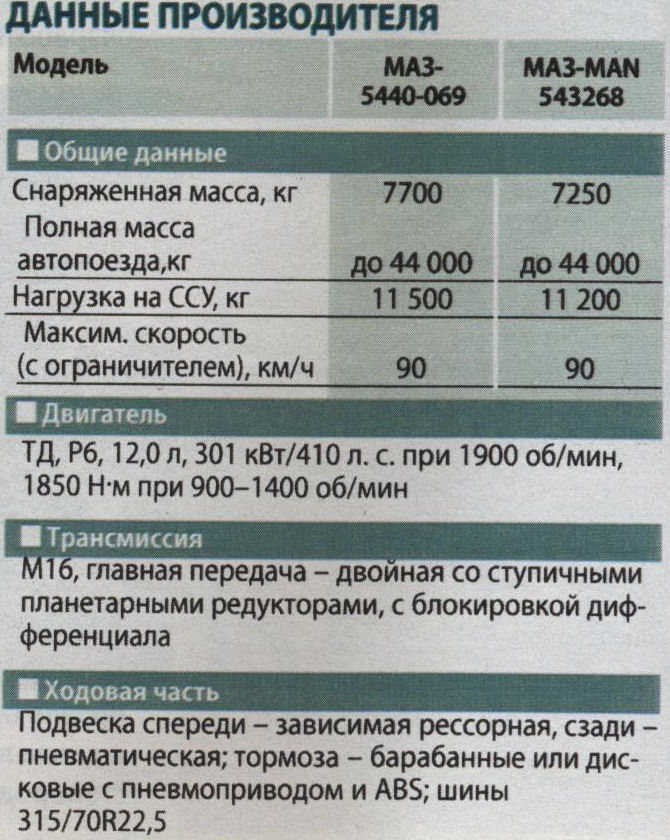 ДАННЫЕ ПРОИЗВОДИТЕЛЯ
Модель МАЗ- МАЗ-MAN
5440-069 543268
Общие данные
Снаряженная масса, кг 7700 7250
Полная масса
автопоезда,кг до 44 000 до 44 000
Нагрузка на ССУ, кг 11 500 11 200
Максим. скорость
(с ограничителем), км/ч 90 90
Двигатель
ТД, Р6, 12,0 л, 301 кВт/410 л. с. при 1900 об/мин,
1850 Н·м при 900–1400 об/мин
Трансмиссия
М16, главная передача – двойная со ступичными
планетарными редукторами, с блокировкой диф-
ференциала
Ходовая часть
Подвеска спереди – зависимая рессорная, сзади –
пневматическая; тормоза – барабанные или дис-
ковые с пневмоприводом и ABS; шины
315/70R22,5